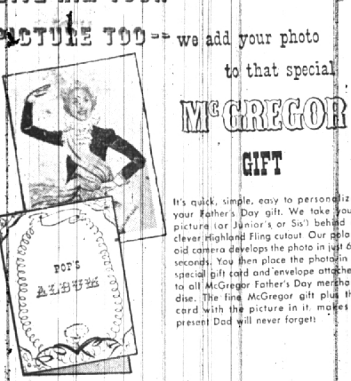 PICTURE TOO -- we add your photo
to that special
McGREGOR
GIFT
It's quick, simple, easy to personaliz
your Father's Day gift. We take you
picture (or Junior's or Sis') behind
clever Highland Fling cutout. Our pola
oid camera develops the photo in just 6
seconds. You then place the photo in
special gift card and envelope attache
to all McGregor Father's Day mercha
dise. The fine McGregor gift plus th
card with the picture in it, makes
present Dad will never forget!
POP'S
ALBUM